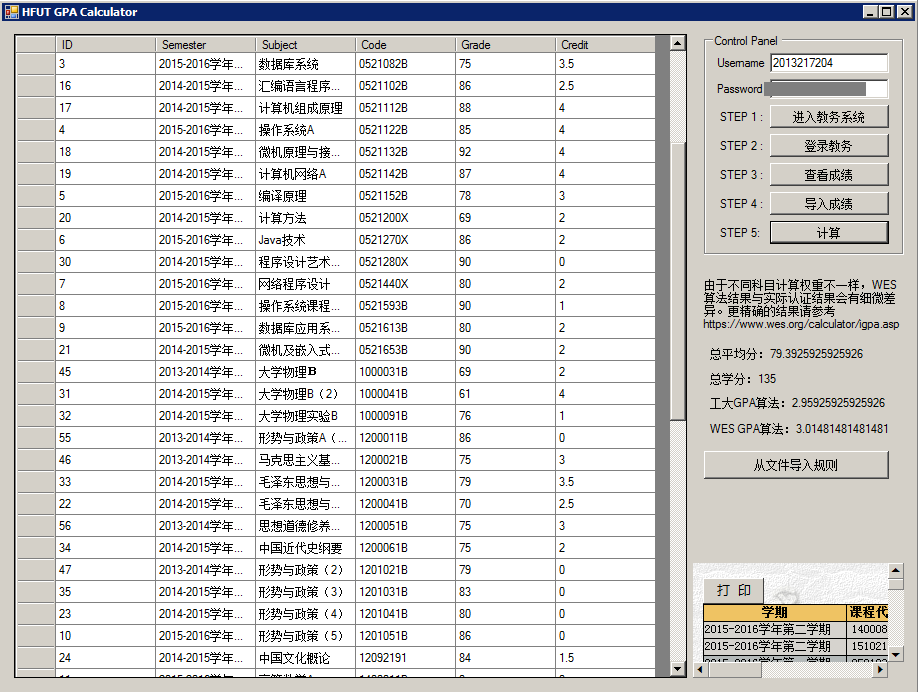 HFUT GPA Calculator
ID Semester Subject Code Grade Credit
3 2015-2016学年... 数据库系统 0521082B 75 3.5
16 2014-2015学年... 汇编语言程序... 0521102B 86 2.5
17 2014-2015学年... 计算机组成原理 0521112B 88 4
4 2015-2016学年... 操作系统A 0521122B 85 4
18 2014-2015学年... 微机原理与接... 0521132B 92 4
19 2014-2015学年... 计算机网络A 0521142B 87 4
5 2015-2016学年... 编译原理 0521152B 78 3
20 2014-2015学年... 计算方法 0521200X 69 2
6 2015-2016学年... Java技术 0521270X 86 2
30 2014-2015学年... 程序设计艺术... 0521280X 90 0
7 2015-2016学年... 网络程序设计 0521440X 80 2
8 2015-2016学年... 操作系统课程... 0521593B 90 1
9 2015-2016学年... 数据库应用系... 0521613B 80 2
21 2014-2015学年... 微机及嵌入式... 0521653B 90 2
45 2013-2014学年... 大学物理B 1000031B 69 2
31 2014-2015学年... 大学物理B（2） 1000041B 61 4
32 2014-2015学年... 大学物理实验B 1000091B 76 1
55 2013-2014学年... 形势与政策A（... 1200011B 86 0
46 2013-2014学年... 马克思主义基... 1200021B 75 3
33 2014-2015学年... 毛泽东思想与... 1200031B 79 3.5
22 2014-2015学年... 毛泽东思想与... 1200041B 70 2.5
56 2013-2014学年... 思想道德修养... 1200051B 75 3
34 2014-2015学年... 中国近代史纲要 1200061B 75 2
47 2013-2014学年... 形势与政策（2） 1201021B 79 0
35 2014-2015学年... 形势与政策（3） 1201031B 83 0
23 2014-2015学年... 形势与政策（4） 1201041B 80 0
10 2015-2016学年... 形势与政策（5） 1201051B 86 0
24 2014-2015学年... 中国文化概论 12092191 84 1.5
Control Panel
Username 2013217204
Password
STEP 1 : 进入教务系统
STEP 2 : 登录教务
STEP 3 : 查看成绩
STEP 4 : 导入成绩
STEP 5: 计算
由于不同科目计算权重不一样，WES
算法结果与实际认证结果会有细微差
异。更精确的结果请参考
https://www.wes.org/calculator/igpa.asp
总平均分：79.3925925925926
总学分：135
工大GPA算法：2.95925925925926
WES GPA算法：3.01481481481481
从文件导入规则
打 印
学期 课程代
2015-2016学年第二学期 140008
2015-2016学年第二学期 151021